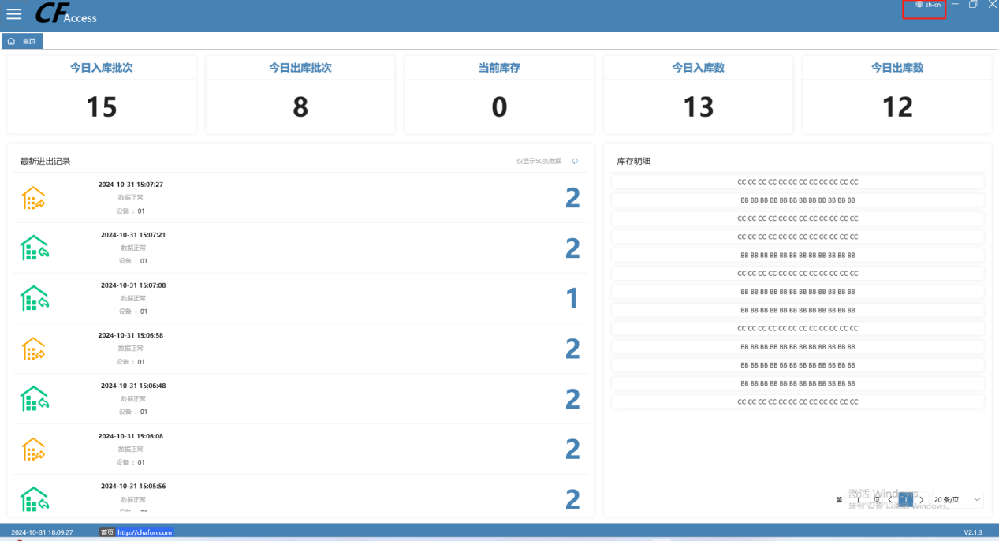 CF Access
zh-cn
首页
今日入库批次
15
今日出库批次
8
当前库存
0
今日入库数
13
今日出库数
12
最新进出记录
仅显示50条数据
2024-10-31 15:07:27
数据正常
设备 : 01
2
2024-10-31 15:07:21
数据正常
设备 : 01
2
2024-10-31 15:07:08
数据正常
设备 : 01
1
2024-10-31 15:06:58
数据正常
设备 : 01
2
2024-10-31 15:06:48
数据正常
设备 : 01
2
2024-10-31 15:06:08
数据正常
设备 : 01
2
2024-10-31 15:05:56
数据正常
2
库存明细
CC CC CC CC CC CC CC CC CC CC CC CC
BB BB BB BB BB BB BB BB BB BB BB BB
CC CC CC CC CC CC CC CC CC CC CC CC
CC CC CC CC CC CC CC CC CC CC CC CC
BB BB BB BB BB BB BB BB BB BB BB BB
CC CC CC CC CC CC CC CC CC CC CC CC
BB BB BB BB BB BB BB BB BB BB BB BB
BB BB BB BB BB BB BB BB BB BB BB BB
CC CC CC CC CC CC CC CC CC CC CC CC
BB BB BB BB BB BB BB BB BB BB BB BB
BB BB BB BB BB BB BB BB BB BB BB BB
BB BB BB BB BB BB BB BB BB BB BB BB
CC CC CC CC CC CC CC CC CC CC CC CC
第 1 页 1 20 条/页
激活 Windows
转到"设置"以激活 Windows。
2024-10-31 18:09:27
首页 http://chafon.com
V2.1.3